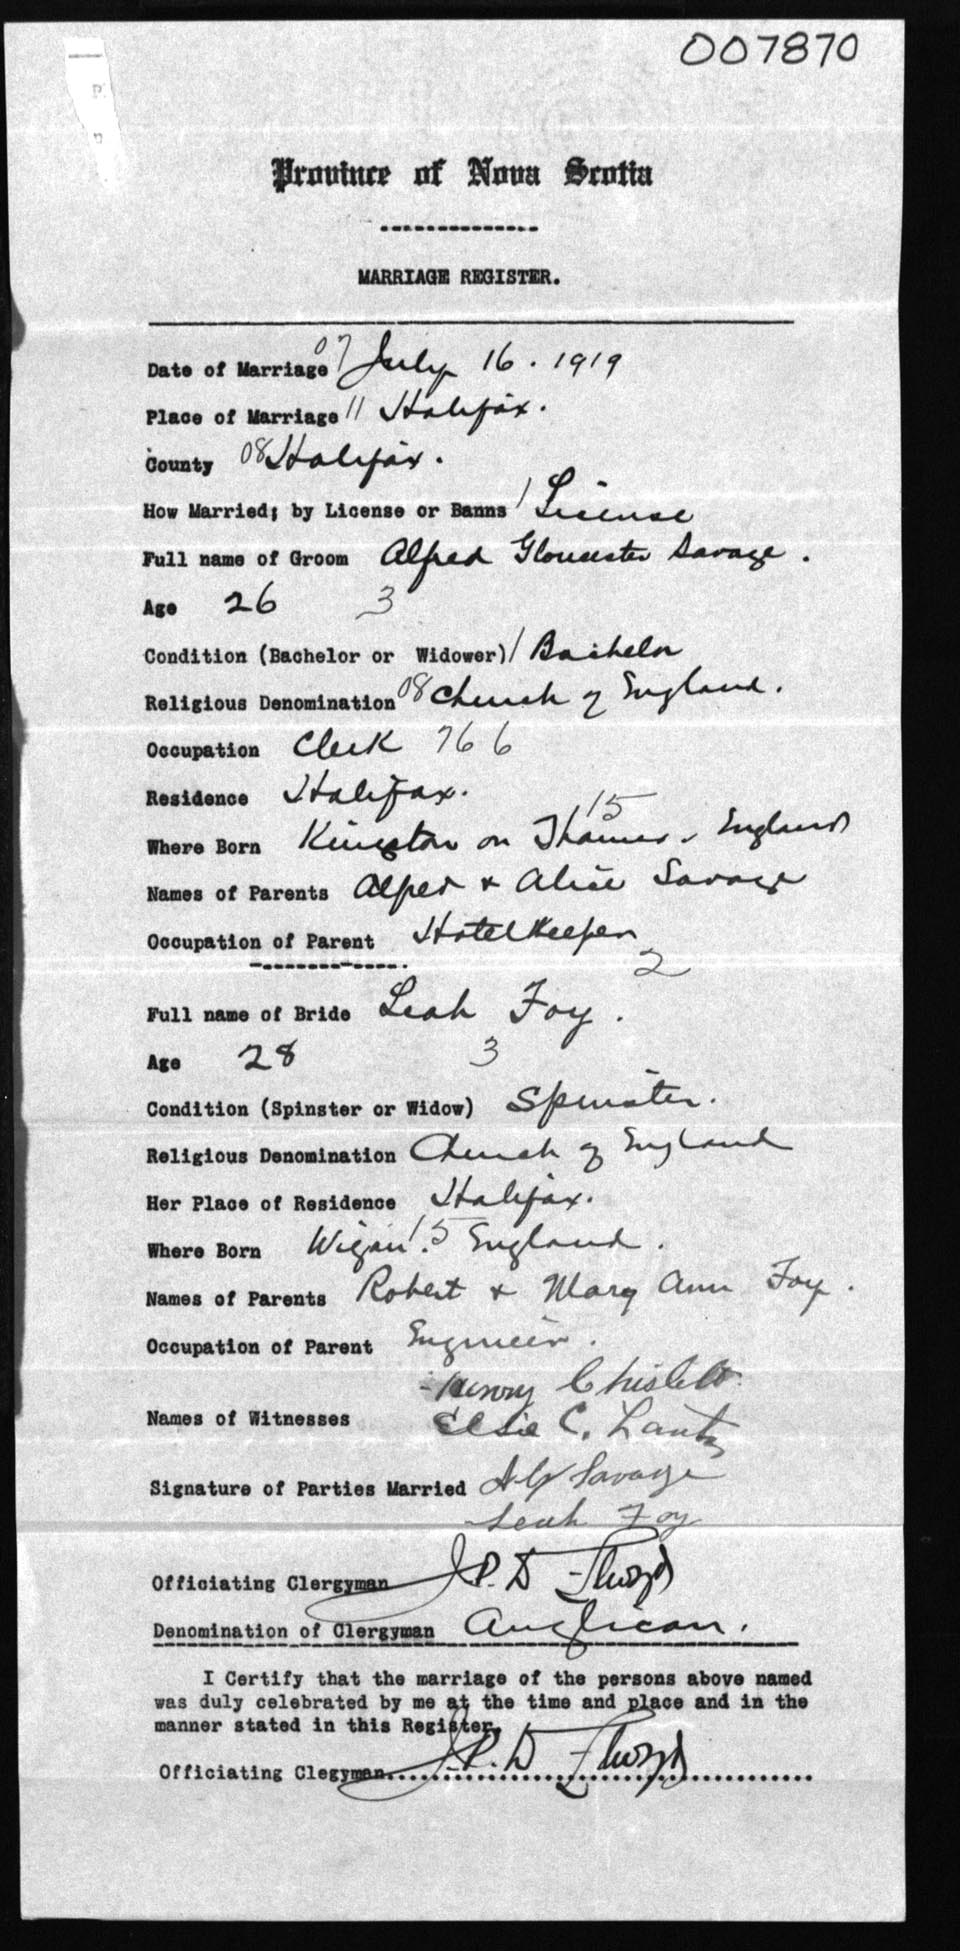 007870
Province of Nova Scotia
MARRIAGE REGISTER.
Date of Marriage 07 July 16. 1919
Place of Marriage 11 Halifax.
County 08 Halifax.
How Married; by License or Banns 1 License
Full name of Groom Alfred Gloucester Savage.
Age 26 3
Condition (Bachelor or Widower) 1 Bachelor
Religious Denomination 08 Church of England.
Occupation Clerk 766
Residence Halifax.
15
Where Born Kingston on Thames, England
Names of Parents Alfred & Alice Savage
Occupation of Parent Hotel Keeper
2
Full name of Bride Leah Foy.
Age 28 3
Condition (Spinster or Widow) Spinster.
Religious Denomination Church of England
Her Place of Residence Halifax.
Where Born Wigan. 15 England.
Names of Parents Robert & Mary Ann Foy.
Occupation of Parent Engineer.
Henry Chislett
Names of Witnesses Elsie C. Lantz
Signature of Parties Married A G Savage
Leah Foy
Officiating Clergyman J.P.D.
Denomination of Clergyman Anglican.
I Certify that the marriage of the persons above named
was duly celebrated by me at the time and place and in the
manner stated in this Register.
Officiating Clegyman J.P.D.